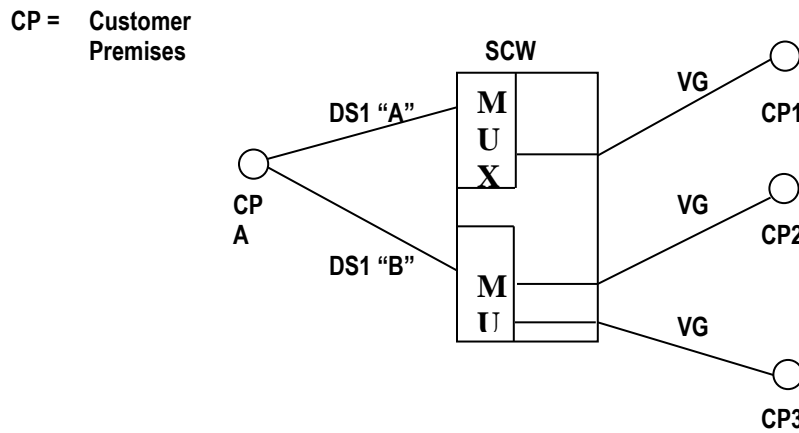 CP = Customer
Premises
SCW
VG
DS1 “A”
M
U
X
CP1
CP
A
VG
DS1 “B”
CP2
M
U
VG
CP3